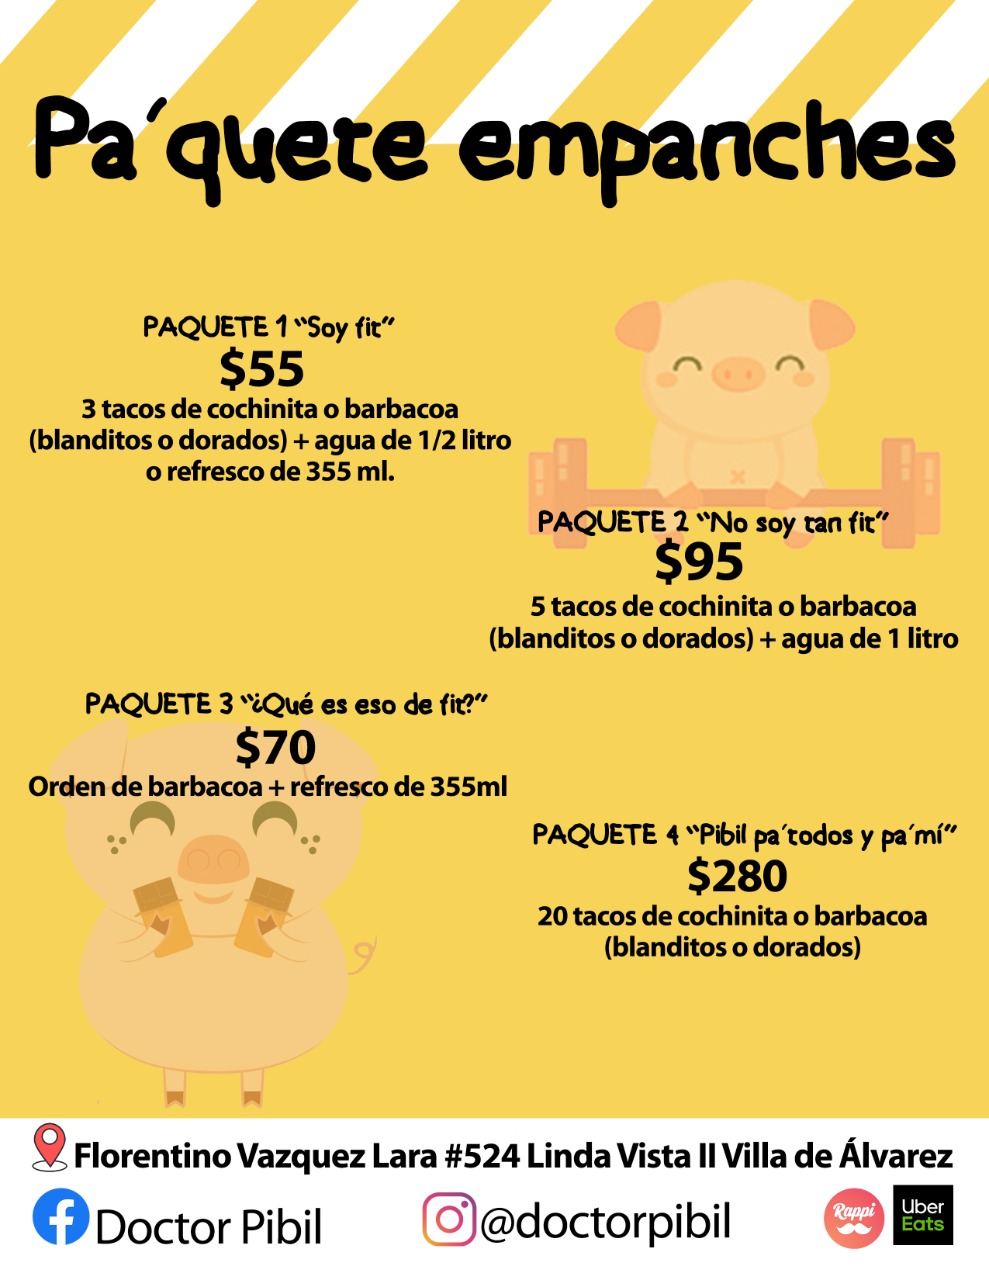 Pa´quete empanches
PAQUETE 1 "Soy fit"
$55
3 tacos de cochinita o barbacoa
(blanditos o dorados) + agua de 1/2 litro
o refresco de 355 ml.
PAQUETE 2 "No soy tan fit"
$95
5 tacos de cochinita o barbacoa
(blanditos o dorados) + agua de 1 litro
PAQUETE 3 "¿Qué es eso de fit?"
$70
Orden de barbacoa + refresco de 355ml
PAQUETE 4 "Pibil pa´todos y pa´mí"
$280
20 tacos de cochinita o barbacoa
(blanditos o dorados)
Florentino Vazquez Lara #524 Linda Vista II Villa de Álvarez
Doctor Pibil
@doctorpibil
Rappi
Uber
Eats